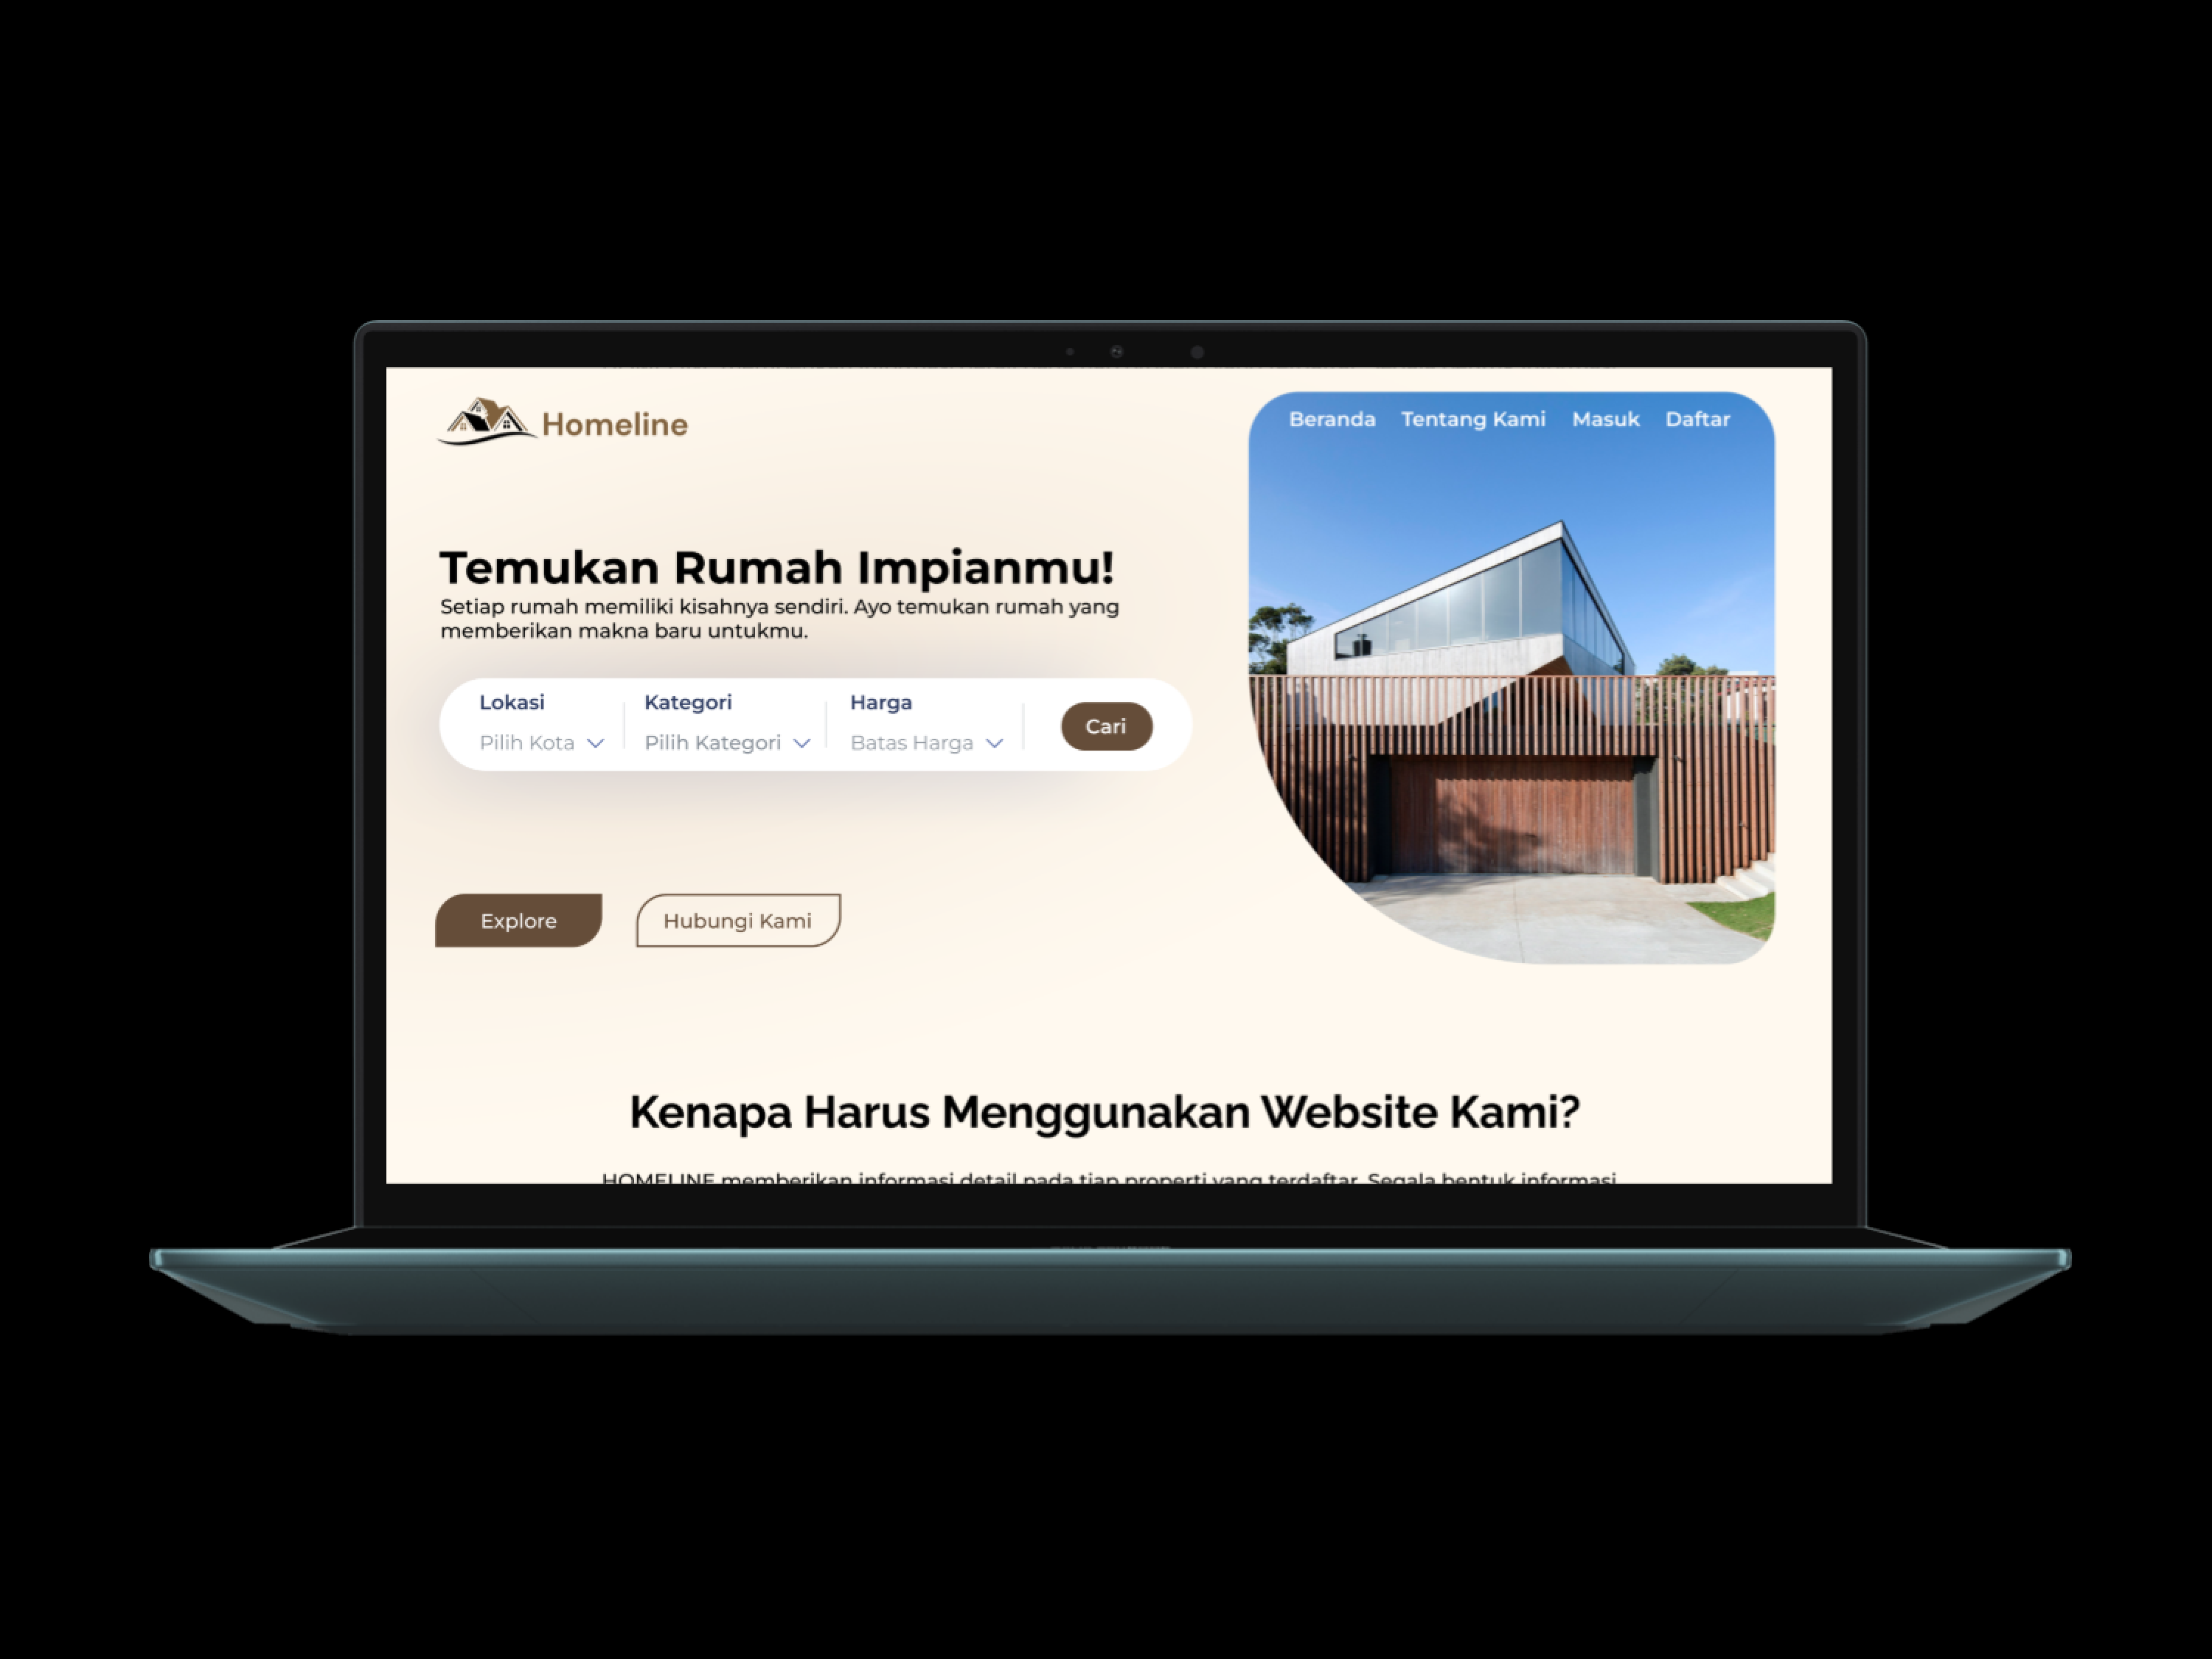 Homeline
Beranda Tentang Kami Masuk Daftar
Temukan Rumah Impianmu!
Setiap rumah memiliki kisahnya sendiri. Ayo temukan rumah yang
memberikan makna baru untukmu.
Lokasi Kategori Harga
Pilih Kota Pilih Kategori Batas Harga
Cari
Explore Hubungi Kami
Kenapa Harus Menggunakan Website Kami?
HOMELINE memberikan informasi detail pada tiap properti yang terdaftar. Segala bentuk informasi